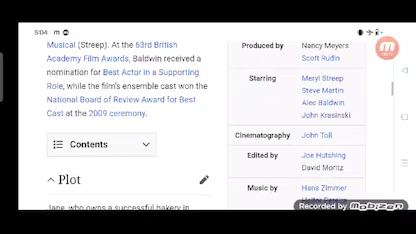 5:04
Musical (Streep). At the 63rd British
Academy Film Awards, Baldwin received a
nomination for Best Actor in a Supporting
Role, while the film's ensemble cast won the
National Board of Review Award for Best
Cast at the 2009 ceremony.
Contents
Plot
Jane, who owns a successful bakery in
Produced by
Nancy Meyers
Scott Rudin
Starring
Meryl Streep
Steve Martin
Alec Baldwin
John Krasinski
Cinematography
John Toll
Edited by
Joe Hutshing
David Moritz
Music by
Hans Zimmer
Heitor Pereira
Recorded by Mobizen